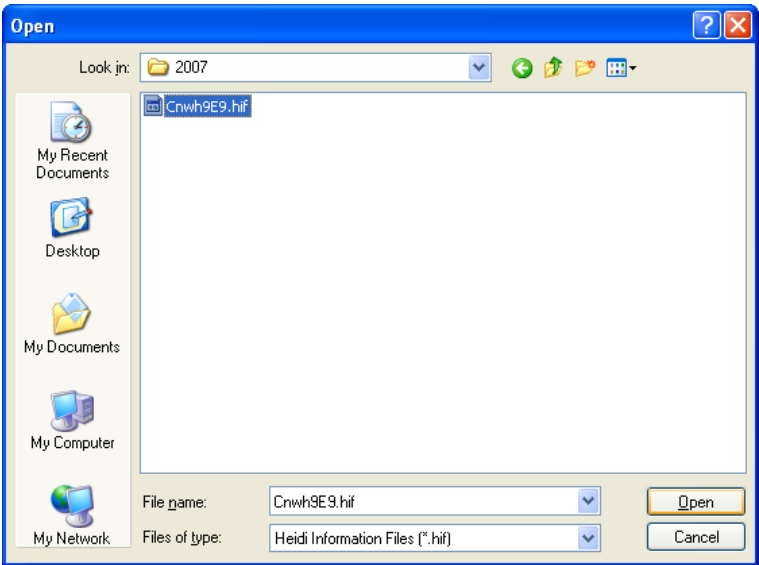 Open
Look in:
2007
Cnwh9E9.hif
My Recent
Documents
Desktop
My Documents
My Computer
My Network
File name:
Cnwh9E9.hif
Open
Files of type:
Heidi Information Files (*.hif)
Cancel